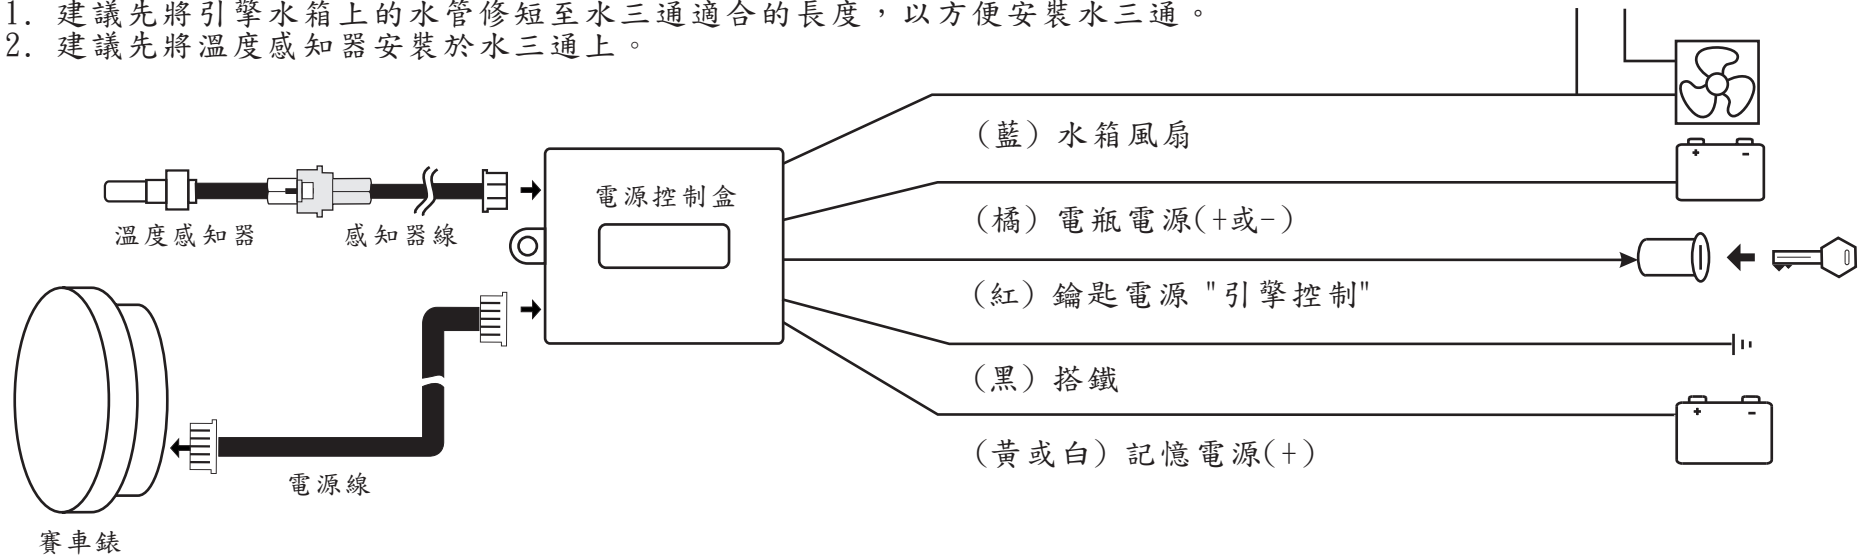 1. 建議先將引擎水箱上的水管修短至水三通適合的長度，以方便安裝水三通。
2. 建議先將溫度感知器安裝於水三通上。
(藍) 水箱風扇
+ -
電源控制盒
(橘) 電瓶電源(+或-)
溫度感知器
感知器線
(紅) 鑰匙電源 "引擎控制"
(黑) 搭鐵
+ -
(黃或白) 記憶電源(+)
電源線
賽車錶